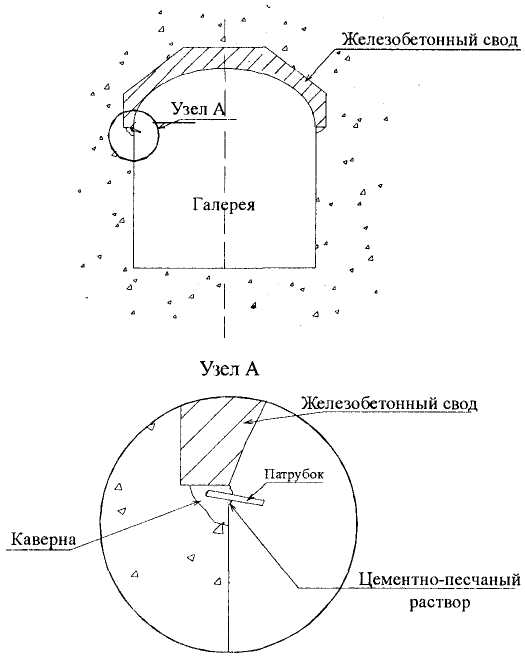 Железобетонный свод
Узел А
Галерея
Узел А
Железобетонный свод
Патрубок
Каверна
Цементно-песчаный
раствор